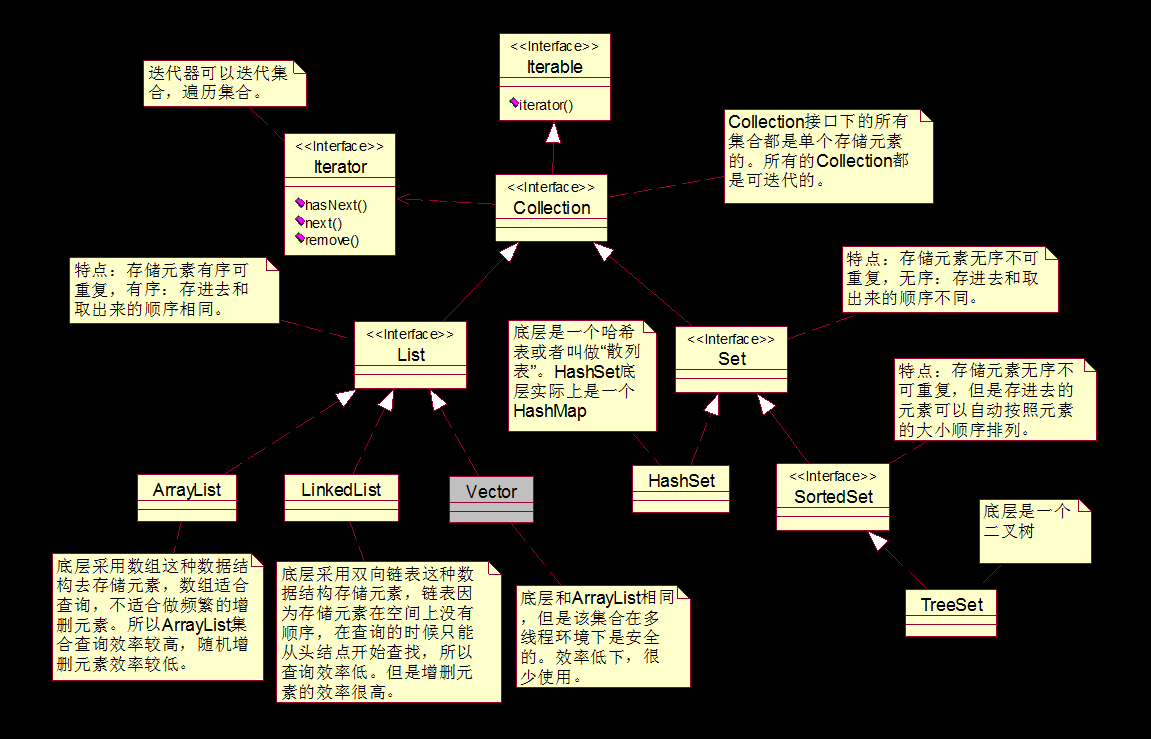 <<Interface>>
Iterable
iterator()
迭代器可以迭代集
合，遍历集合。
<<Interface>>
Iterator
hasNext()
next()
remove()
<<Interface>>
Collection
Collection接口下的所有
集合都是单个存储元素
的。所有的Collection都
是可迭代的。
特点：存储元素有序可
重复，有序：存进去和
取出来的顺序相同。
<<Interface>>
List
底层是一个哈希
表或者叫做“散列
表”。HashSet底
层实际上是一个
HashMap
<<Interface>>
Set
特点：存储元素无序不可
重复，无序：存进去和取
出来的顺序不同。
特点：存储元素无序不
可重复，但是存进去的
元素可以自动按照元素
的大小顺序排列。
ArrayList
LinkedList
Vector
HashSet
<<Interface>>
SortedSet
底层是一个
二叉树
TreeSet
底层采用数组这种数据结
构去存储元素，数组适合
查询，不适合做频繁的增
删元素。所以ArrayList集
合查询效率较高，随机增
删元素效率较低。
底层采用双向链表这种数
据结构存储元素，链表因
为存储元素在空间上没有
顺序，在查询的时候只能
从头结点开始查找，所以
查询效率低。但是增删元
素的效率很高。
底层和ArrayList相同
，但是该集合在多
线程环境下是安全
的。效率低下，很
少使用。